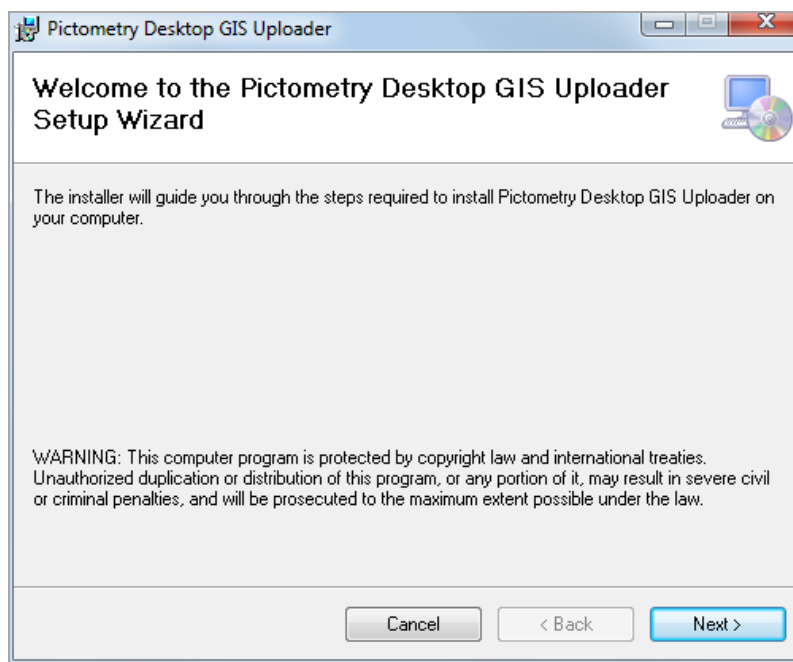 Pictometry Desktop GIS Uploader
Welcome to the Pictometry Desktop GIS Uploader
Setup Wizard
The installer will guide you through the steps required to install Pictometry Desktop GIS Uploader on
your computer.
WARNING: This computer program is protected by copyright law and international treaties.
Unauthorized duplication or distribution of this program, or any portion of it, may result in severe civil
or criminal penalties, and will be prosecuted to the maximum extent possible under the law.
Cancel
< Back
Next >